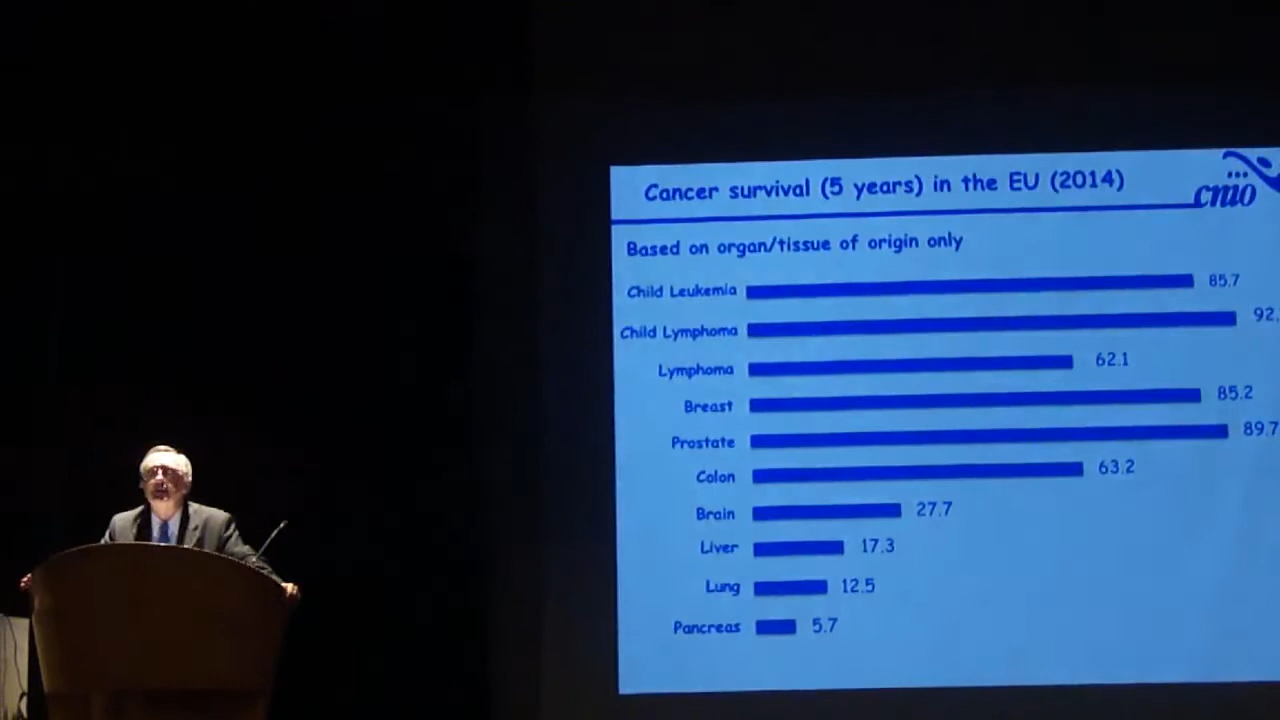 Cancer survival (5 years) in the EU (2014)
cnio
Based on organ/tissue of origin only
Child Leukemia 85.7
Child Lymphoma 92.
Lymphoma 62.1
Breast 85.2
Prostate 89.7
Colon 63.2
Brain 27.7
Liver 17.3
Lung 12.5
Pancreas 5.7